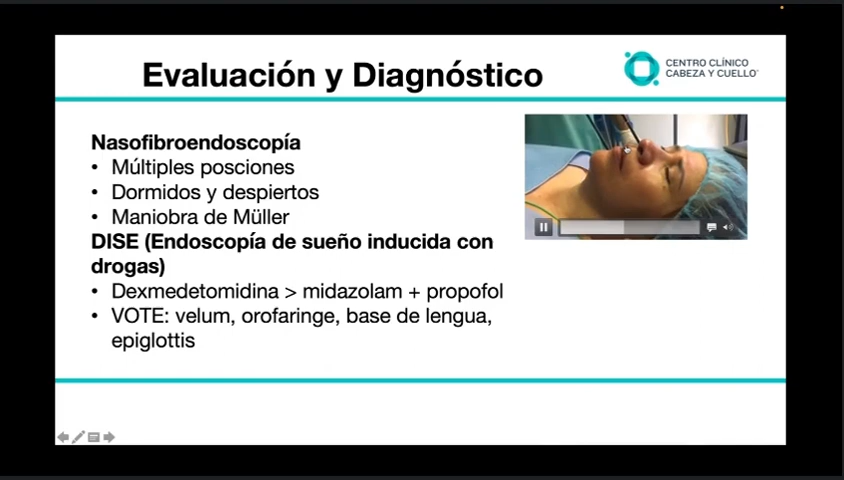 Evaluación y Diagnóstico
CENTRO CLÍNICO
CABEZA Y CUELLO
Nasofibroendoscopía
• Múltiples posciones
• Dormidos y despiertos
• Maniobra de Müller
DISE (Endoscopía de sueño inducida con
drogas)
• Dexmedetomidina > midazolam + propofol
• VOTE: velum, orofaringe, base de lengua,
epiglottis